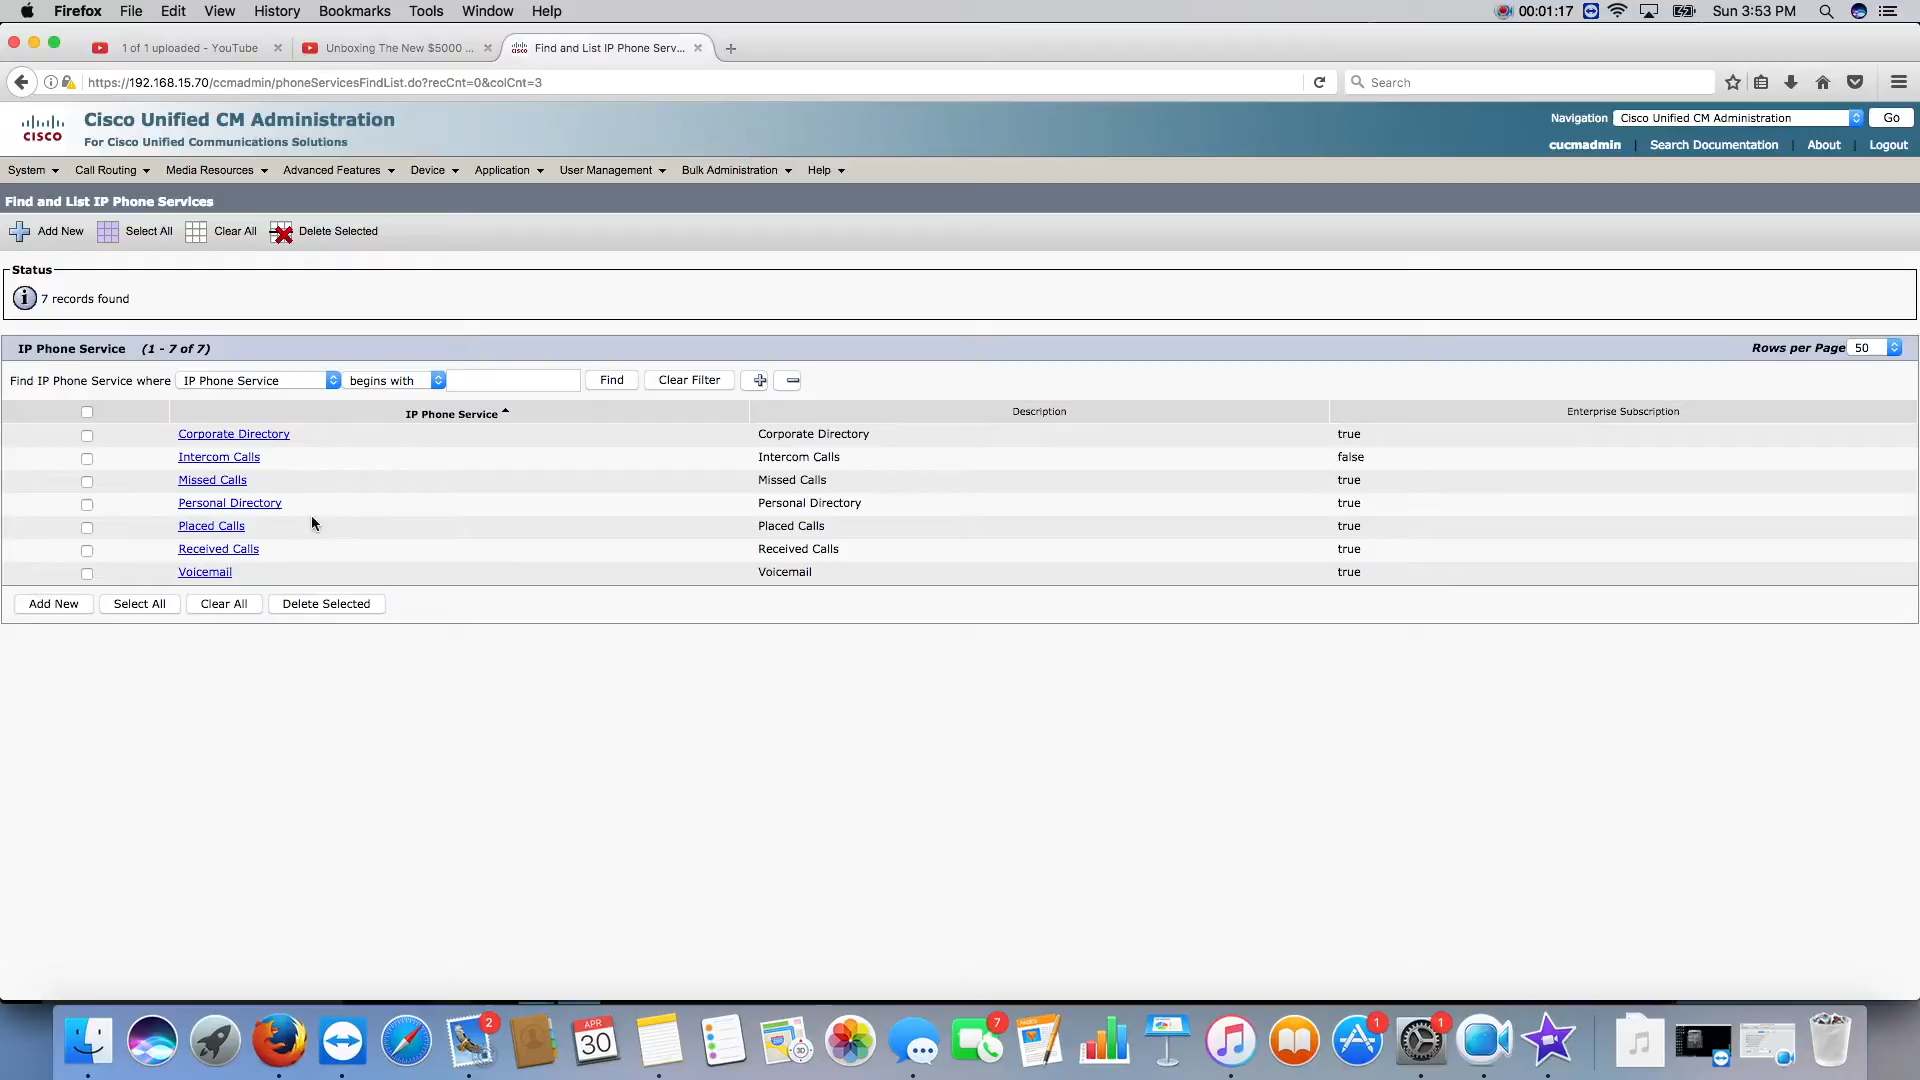 Firefox File Edit View History Bookmarks Tools Window Help 00:01:17 Sun 3:53 PM
1 of 1 uploaded - YouTube Unboxing The New $5000 ... Find and List IP Phone Serv...
https://192.168.15.70/ccmadmin/phoneServicesFindList.do?recCnt=0&colCnt=3 Search
CISCO Cisco Unified CM Administration Navigation Cisco Unified CM Administration Go
For Cisco Unified Communications Solutions cucmadmin | Search Documentation | About | Logout
System Call Routing Media Resources Advanced Features Device Application User Management Bulk Administration Help
Find and List IP Phone Services
Add New Select All Clear All Delete Selected
Status
7 records found
IP Phone Service (1 - 7 of 7) Rows per Page 50
Find IP Phone Service where IP Phone Service begins with Find Clear Filter
IP Phone Service Description Enterprise Subscription
Corporate Directory Corporate Directory true
Intercom Calls Intercom Calls false
Missed Calls Missed Calls true
Personal Directory Personal Directory true
Placed Calls Placed Calls true
Received Calls Received Calls true
Voicemail Voicemail true
Add New Select All Clear All Delete Selected
2 APR 30 3D 7 PAGES 1 1